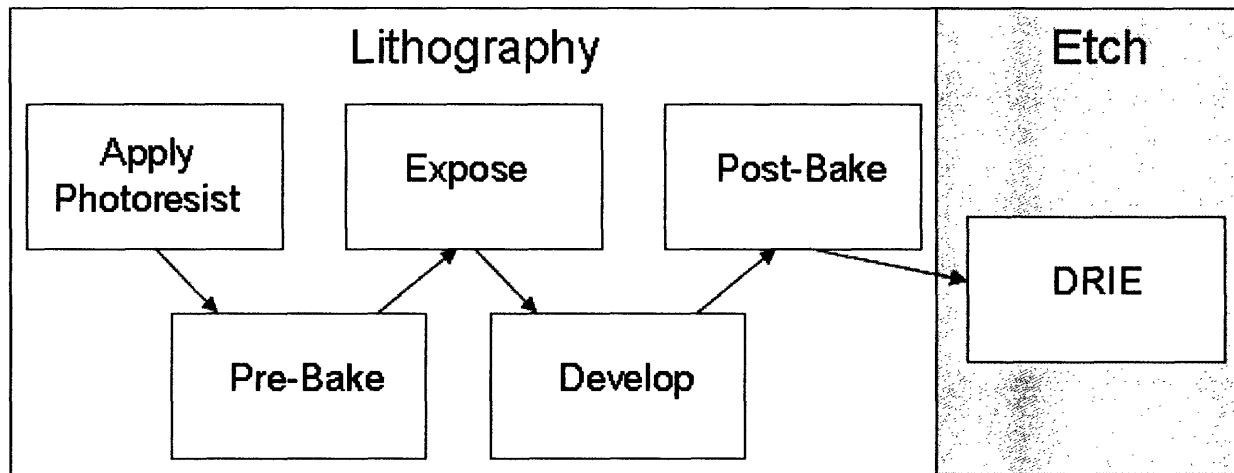 Lithography
Etch
Apply
Photoresist
Expose
Post-Bake
DRIE
Pre-Bake
Develop